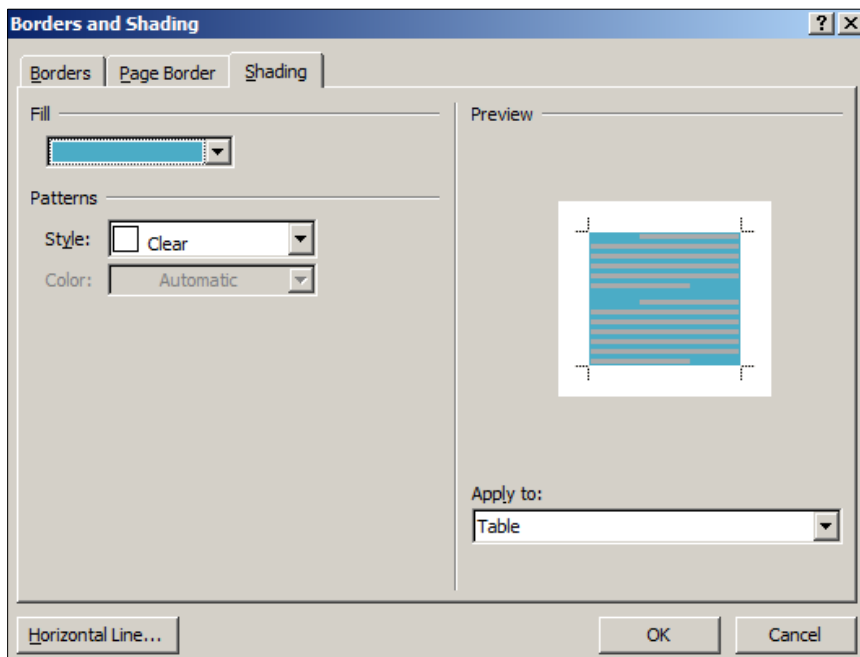 Borders and Shading
Borders Page Border Shading
Fill
Preview
Patterns
Style: Clear
Color: Automatic
Apply to:
Table
Horizontal Line... OK Cancel